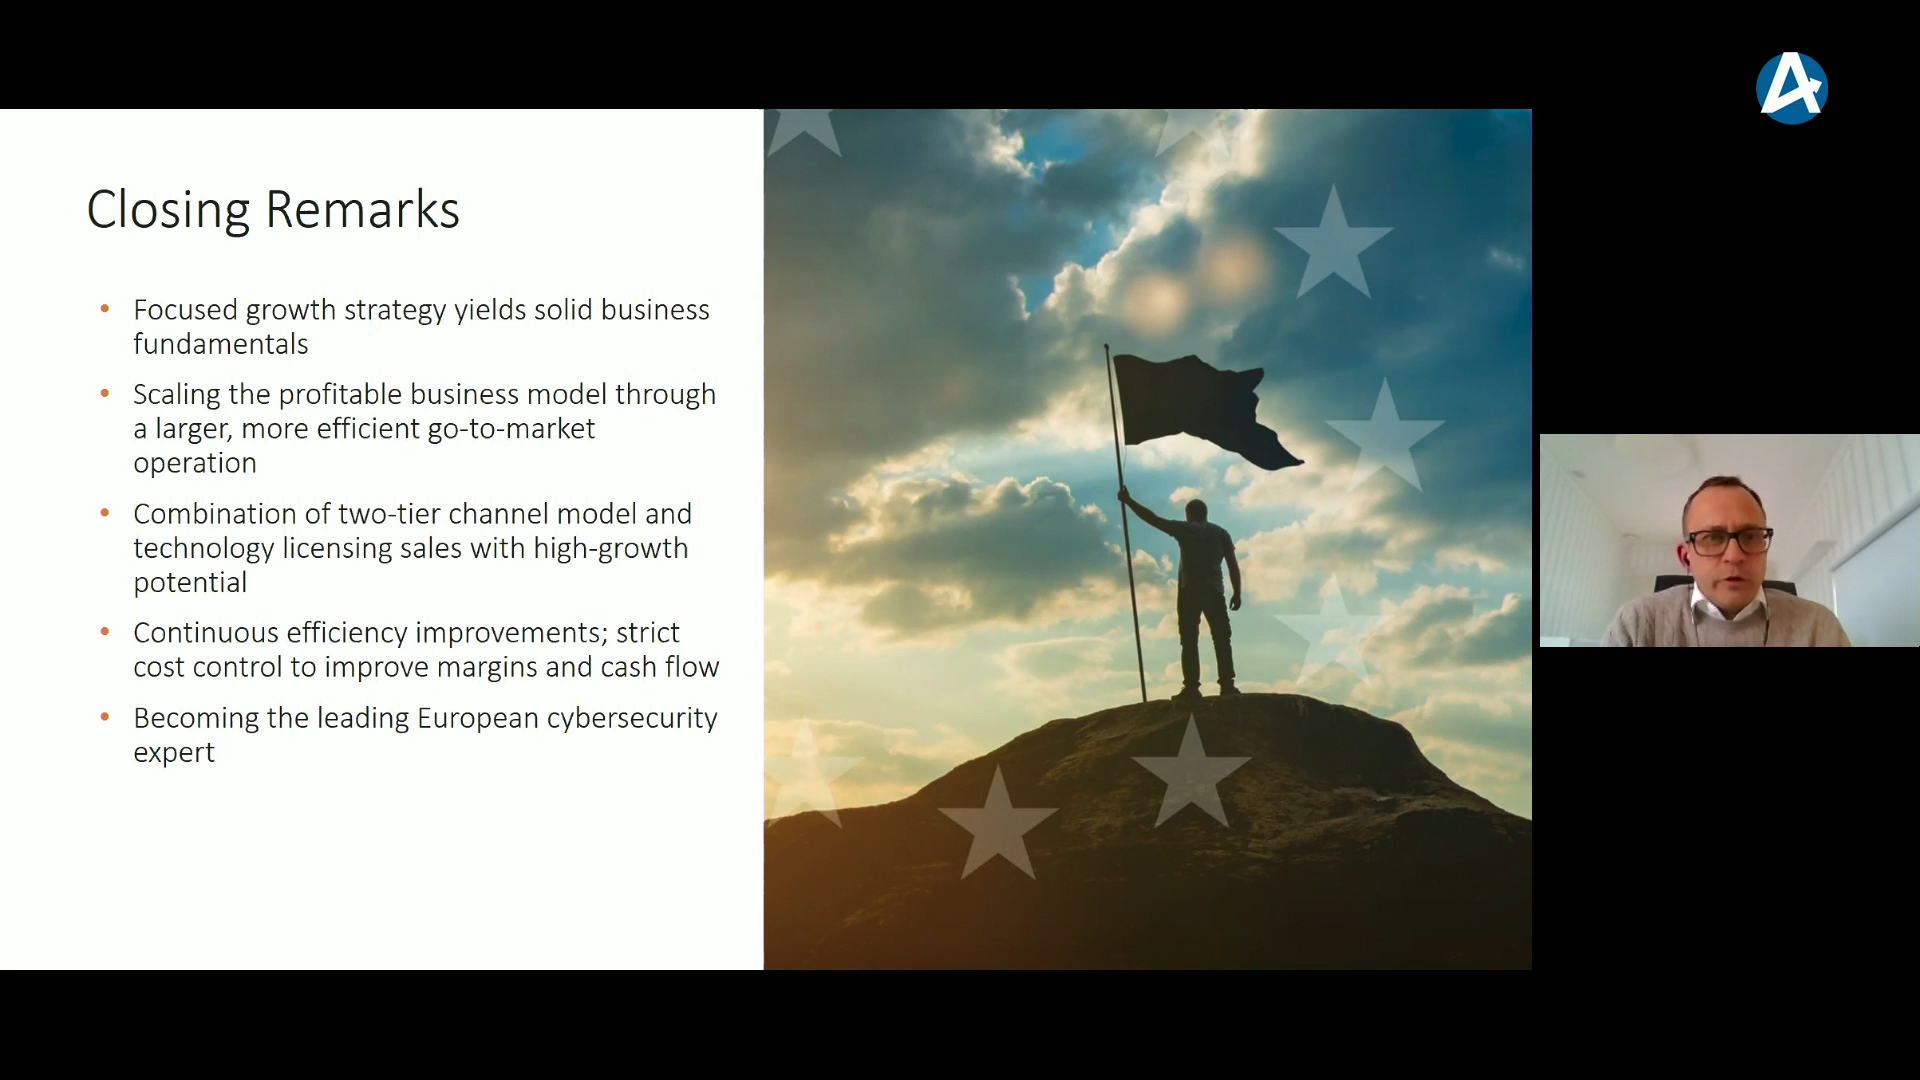 Closing Remarks
• Focused growth strategy yields solid business
fundamentals
• Scaling the profitable business model through
a larger, more efficient go-to-market
operation
• Combination of two-tier channel model and
technology licensing sales with high-growth
potential
• Continuous efficiency improvements; strict
cost control to improve margins and cash flow
• Becoming the leading European cybersecurity
expert